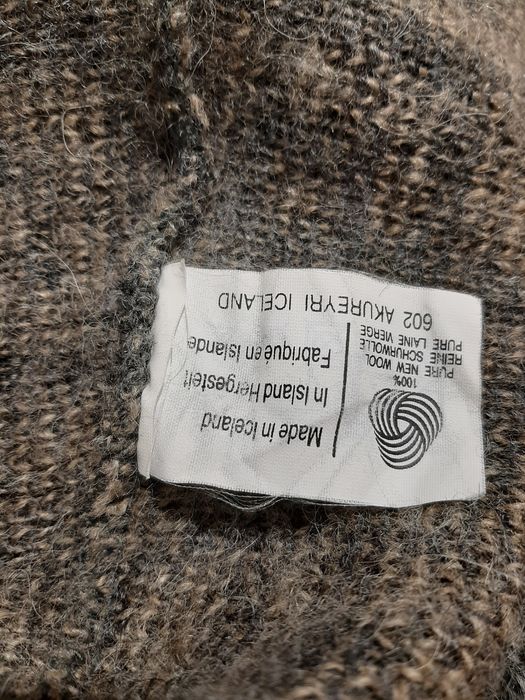 100%
PURE NEW WOOL
REINE SCHURWOLLE
PURE LAINE VIERGE
Made in Iceland
In Island Hergestelt
Fabriqué en Islande
602 AKUREYRI ICELAND